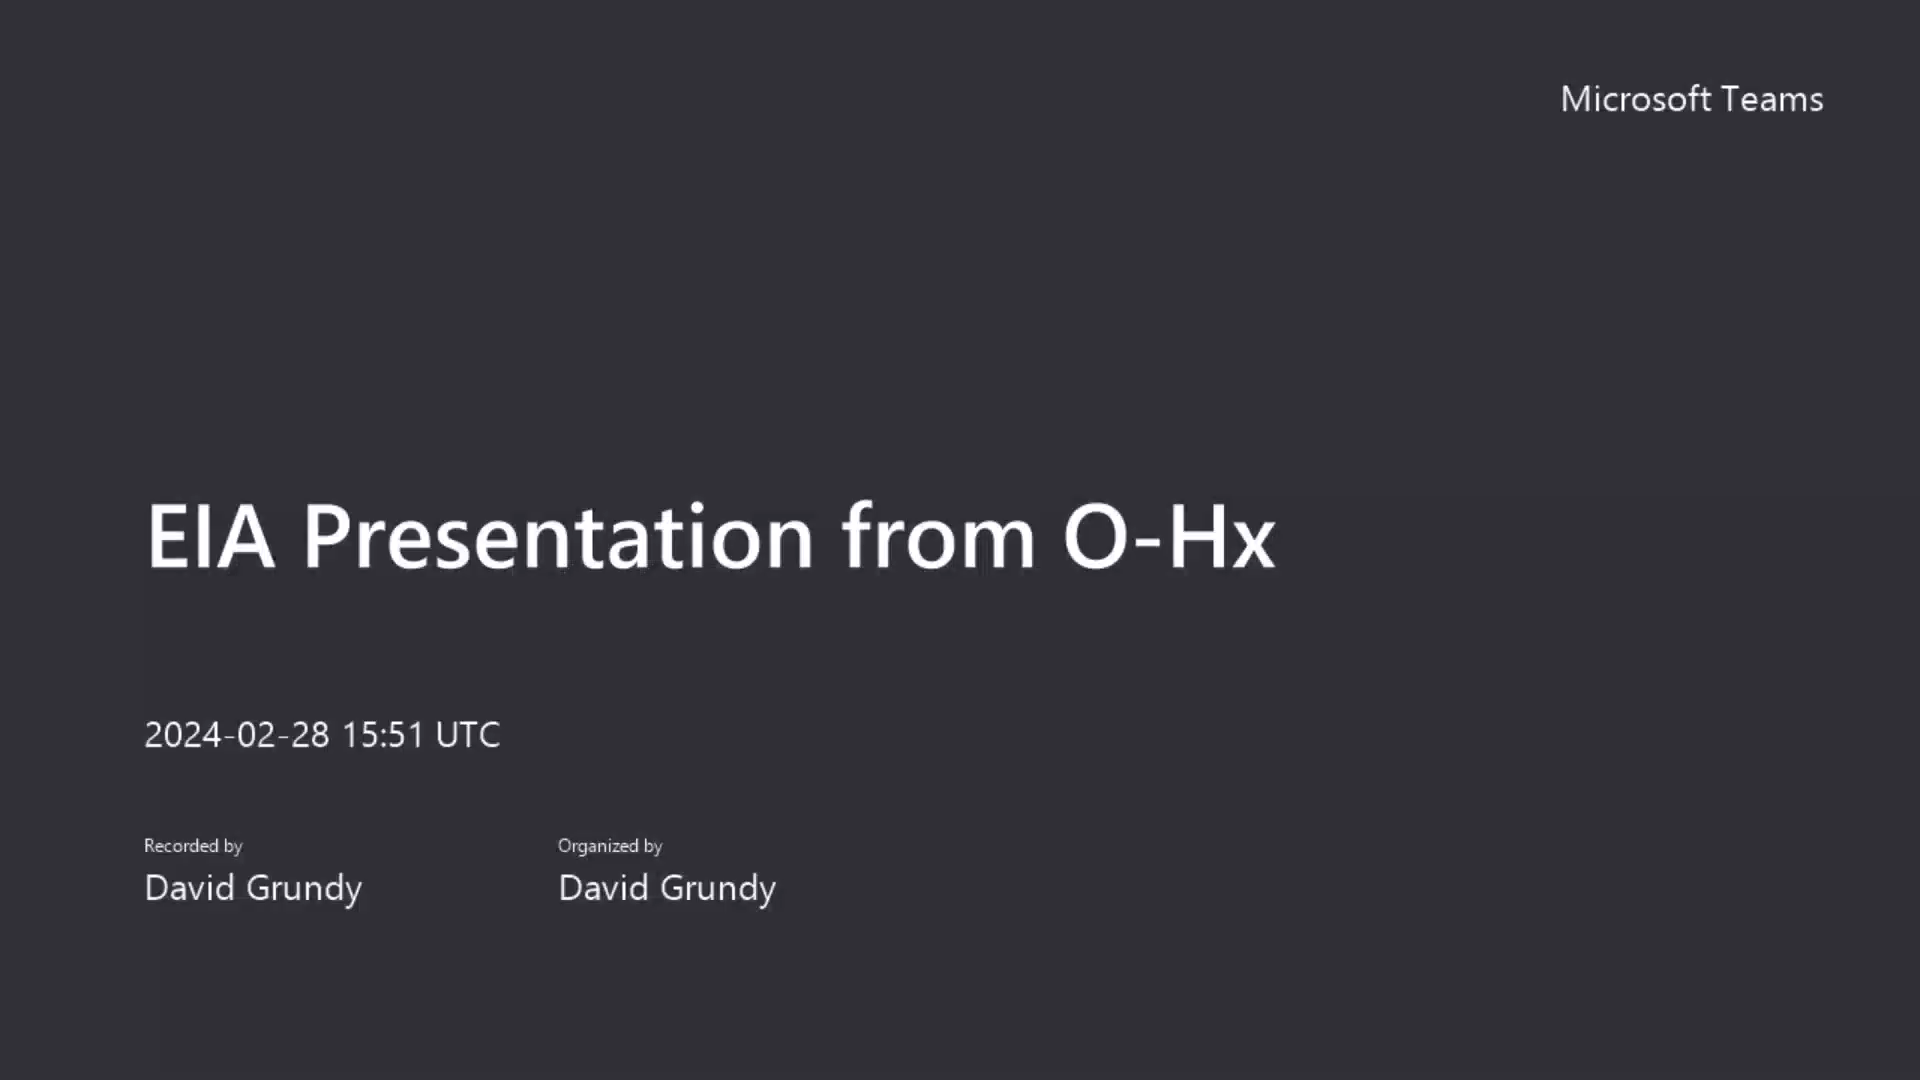 Microsoft Teams
EIA Presentation from O-Hx
2024-02-28 15:51 UTC
Recorded by
David Grundy
Organized by
David Grundy